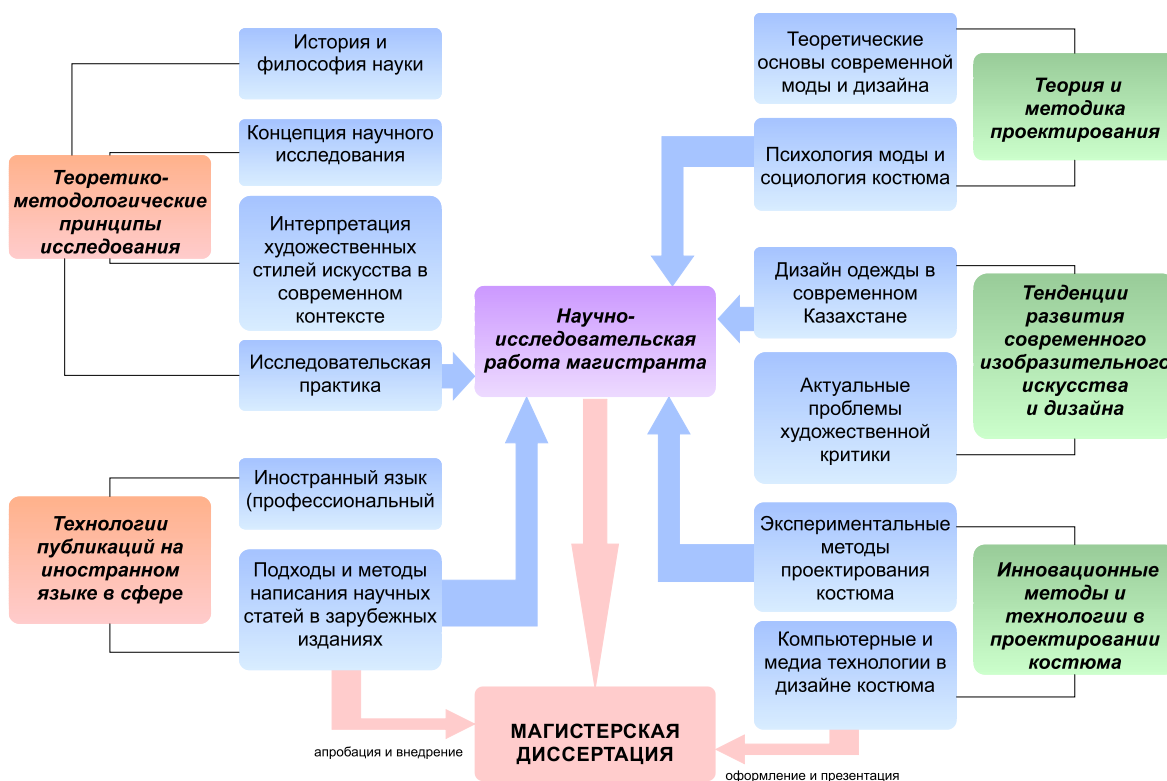 История и
философия науки
Концепция научного
исследования
Теоретико-
методологические
принципы
исследования
Интерпретация
художественных
стилей искусства в
современном
контексте
Исследовательская
практика
Иностранный язык
(профессиональный
Технологии
публикаций на
иностранном
языке в сфере
Подходы и методы
написания научных
статей в зарубежных
изданиях
Научно-
исследовательская
работа магистранта
Теоретические
основы современной
моды и дизайна
Теория и
методика
проектирования
Психология моды и
социология костюма
Дизайн одежды в
современном
Казахстане
Тенденции
развития
современного
изобразительного
искусства
и дизайна
Актуальные
проблемы
художественной
критики
Экспериментальные
методы
проектирования
костюма
Инновационные
методы и
технологии в
проектировании
костюма
Компьютерные и
медиа технологии в
дизайне костюма
МАГИСТЕРСКАЯ
ДИССЕРТАЦИЯ
апробация и внедрение
оформление и презентация